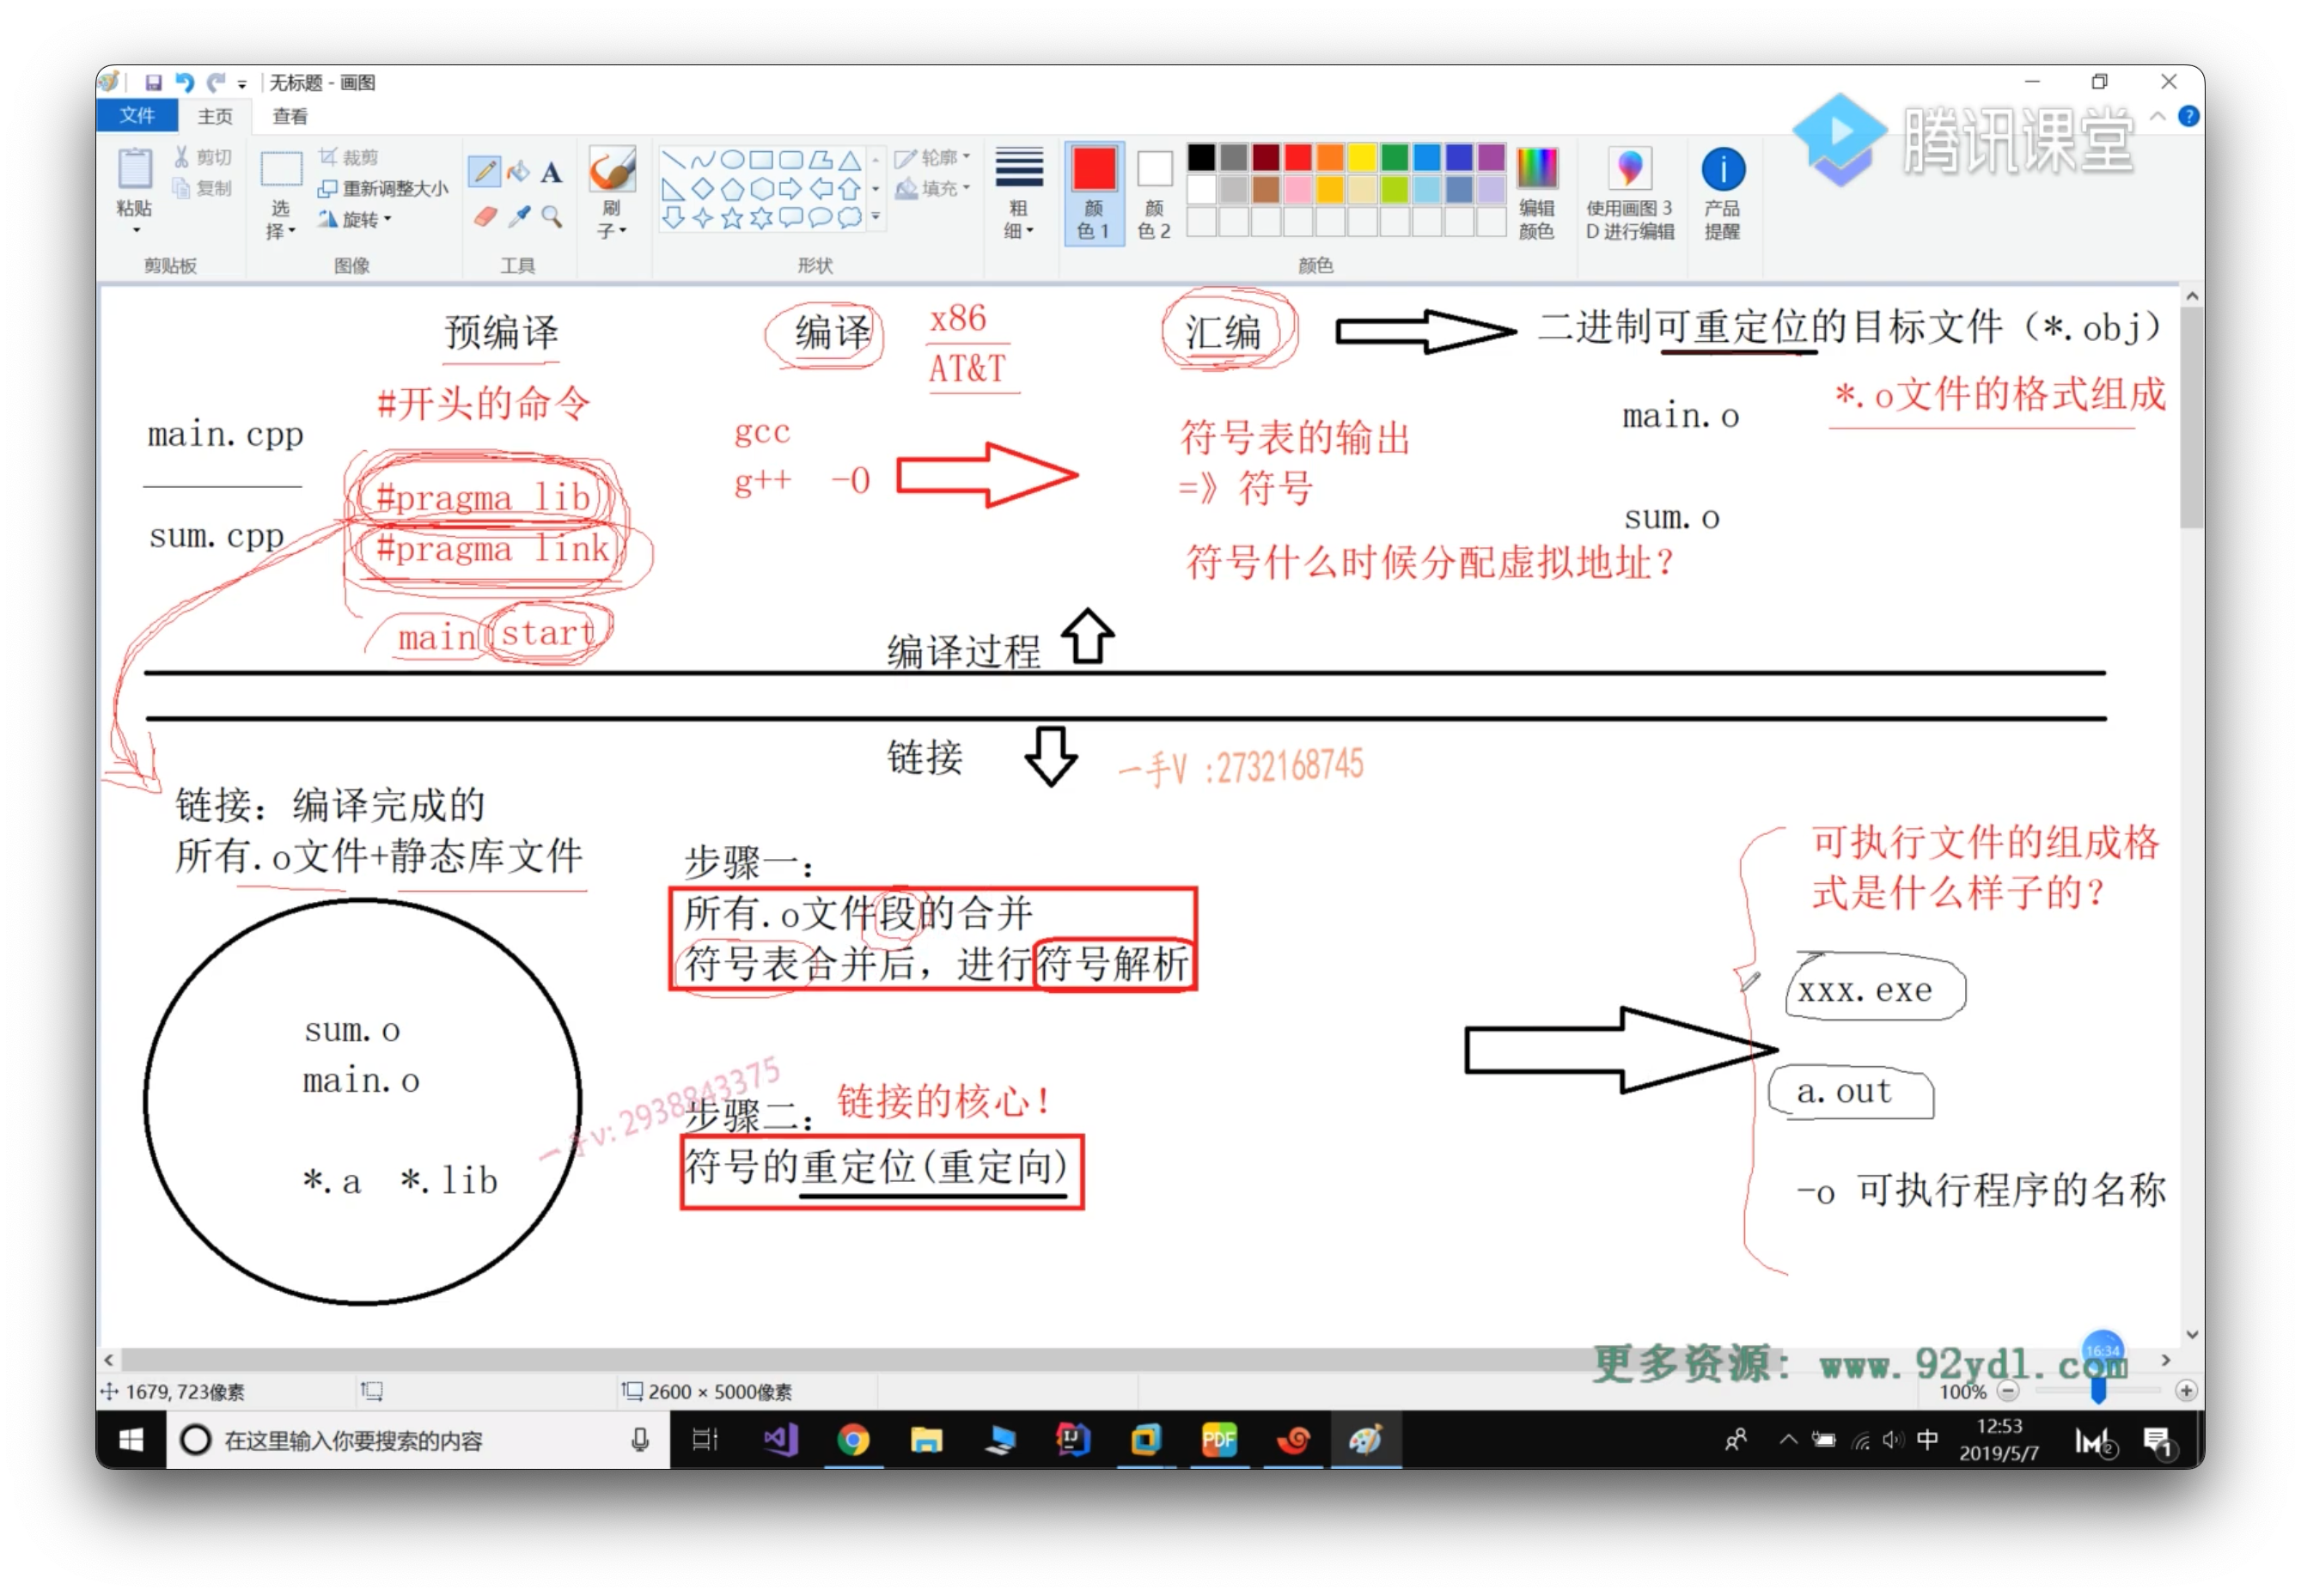 无标题 - 画图
文件 主页 查看
腾讯课堂
粘贴 剪切 复制 选择 裁剪 重新调整大小 旋转 刷子 轮廓 填充 粗细 颜色 1 颜色 2 编辑颜色 使用画图 3D 进行编辑 产品提醒
剪贴板 图像 工具 形状 颜色
预编译 编译 x86 汇编 二进制可重定位的目标文件（*.obj）
AT&T
#开头的命令 *.o文件的格式组成
main.cpp gcc 符号表的输出 main.o
#pragma lib g++ -O =》符号
sum.cpp #pragma link sum.o
符号什么时候分配虚拟地址？
main start 编译过程
链接 一手V :2732168745
链接：编译完成的
所有.o文件+静态库文件
步骤一：
所有.o文件段的合并
符号表合并后，进行符号解析
可执行文件的组成格
式是什么样子的？
xxx.exe
sum.o
main.o
a.out
一手v: 2938843375
步骤二：链接的核心！
符号的重定位(重定向)
*.a *.lib
-o 可执行程序的名称
更多资源: www.92ydl.com
16:34
1679, 723像素 2600 × 5000像素 100%
在这里输入你要搜索的内容 PDF 中 12:53
2019/5/7